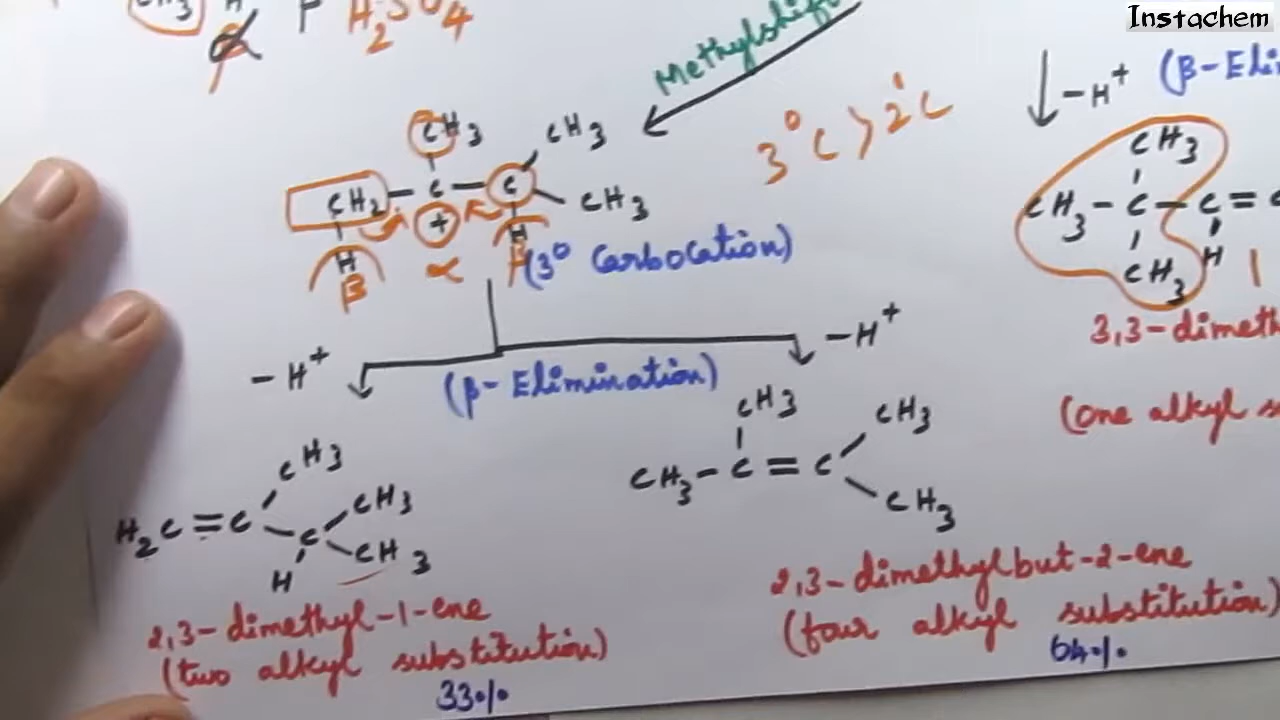 Instachem
CH3 H
α β H2SO4
Methylshift
3° C > 2° C
CH3 CH3
CH2 – C – C – CH3
+
H H
β α β (3° Carbocation)
– H+ – H+
(β- Elimination)
CH3
H2C = C CH3
C
H CH3
2,3-dimethyl-1-ene
(two alkyl substitution)
33%
CH3 CH3
CH3 – C = C
CH3
2,3-dimethylbut-2-ene
(four alkyl substitution)
64%
– H+ (β-Eli
CH3
CH3 – C – C = C
CH3 H 1
3,3-dimeth
(one alkyl s